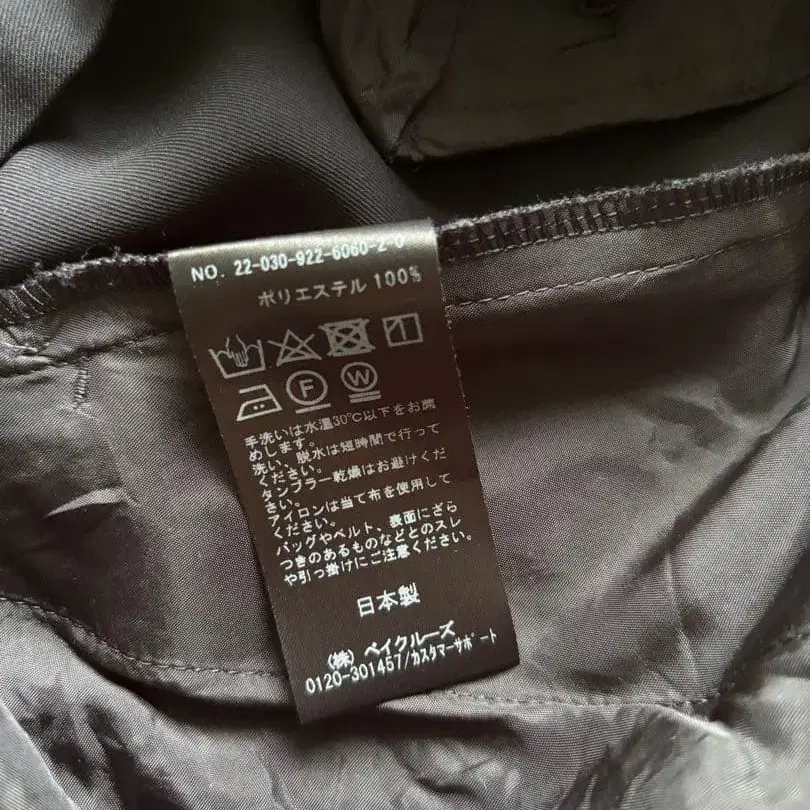 NO. 22-030-922-6060-2-0
ポリエステル 100%
F W
手洗いは水温30℃以下をお薦
めします。
洗い、脱水は短時間で行って
ください。
タンブラー乾燥はお避けくだ
さい。
アイロンは当て布を使用して
ください。
バッグやベルト、表面にざら
つきのあるものなどとのスレ
や引っ掛けにご注意ください。
日本製
(株) ベイクルーズ
0120-301457/カスタマーサポート